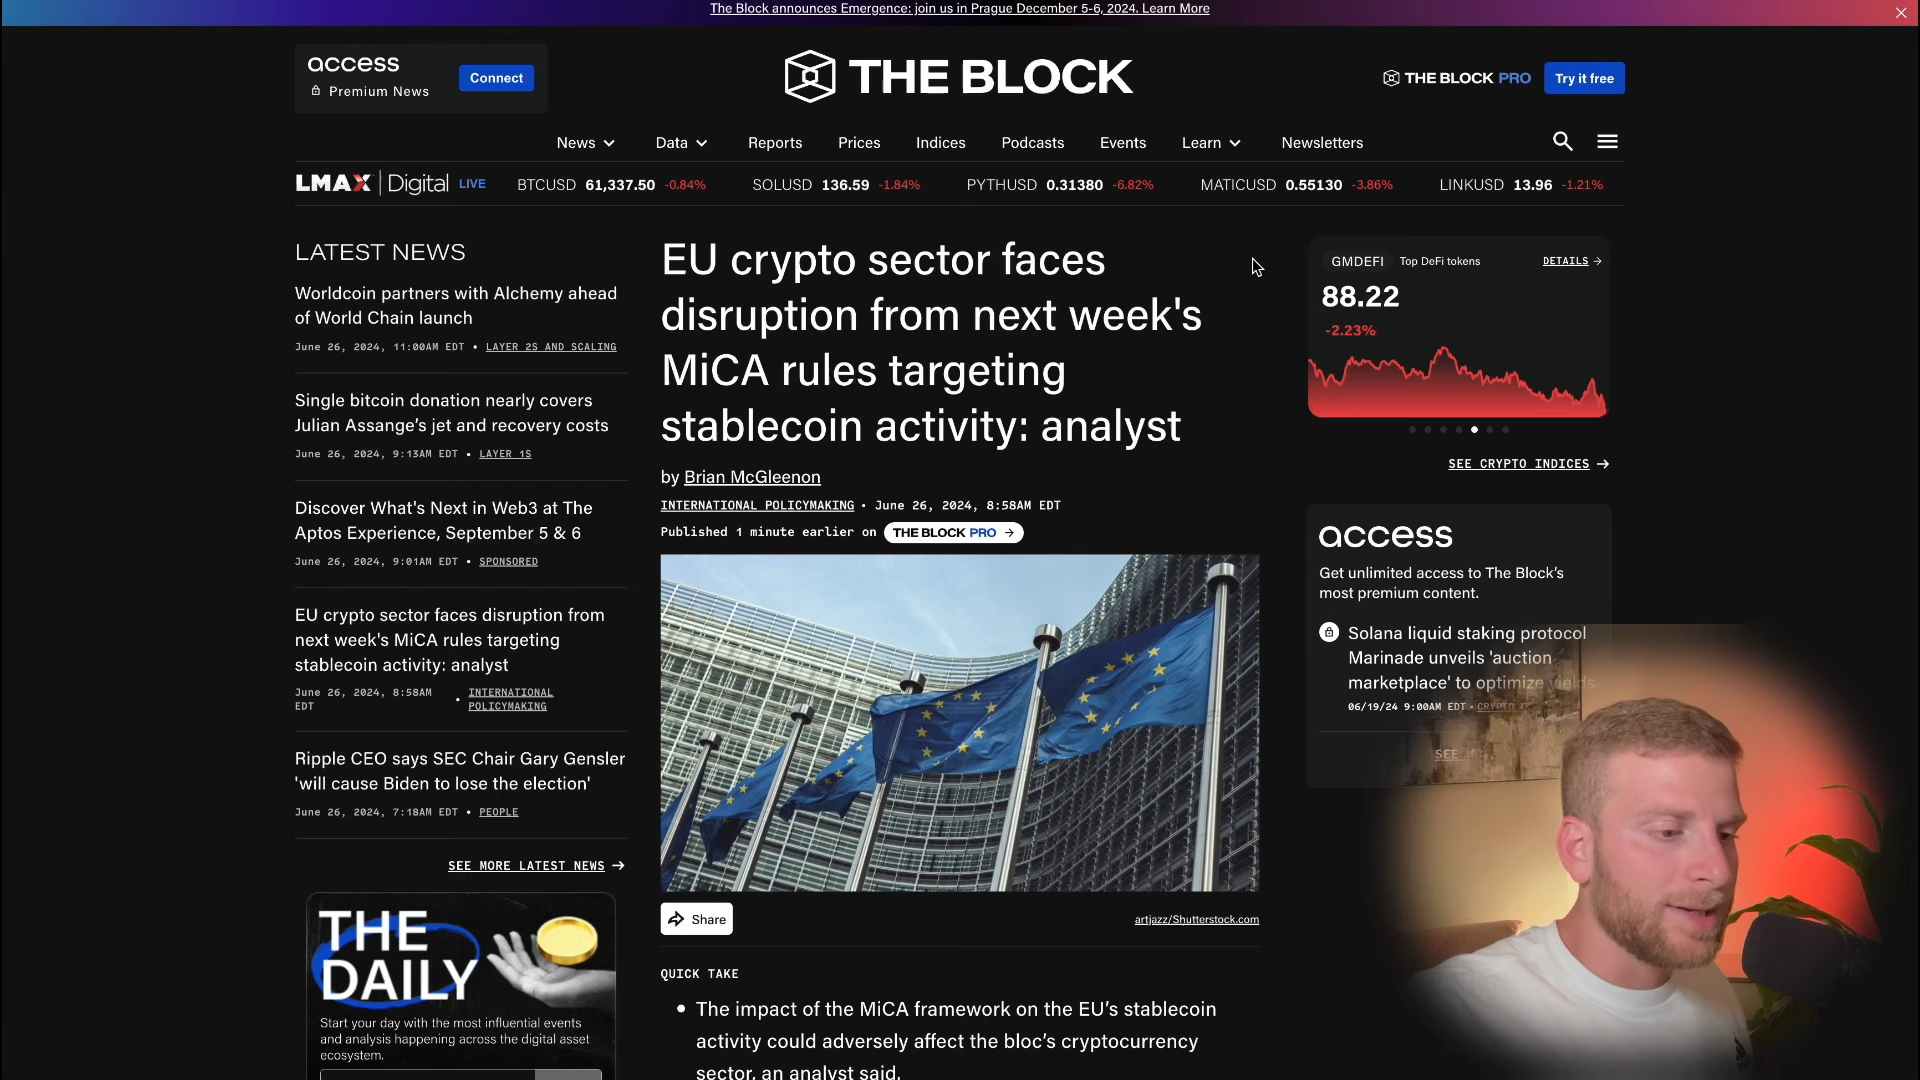 The Block announces Emergence: join us in Prague December 5-6, 2024. Learn More
access
Premium News
Connect
THE BLOCK
THE BLOCK PRO
Try it free
News
Data
Reports
Prices
Indices
Podcasts
Events
Learn
Newsletters
LMAX Digital LIVE
BTCUSD 61,337.50 -0.84%
SOLUSD 136.59 -1.84%
PYTHUSD 0.31380 -6.82%
MATICUSD 0.55130 -3.86%
LINKUSD 13.96 -1.21%
LATEST NEWS
Worldcoin partners with Alchemy ahead
of World Chain launch
June 26, 2024, 11:00AM EDT • LAYER 2S AND SCALING
Single bitcoin donation nearly covers
Julian Assange’s jet and recovery costs
June 26, 2024, 9:13AM EDT • LAYER 1S
Discover What's Next in Web3 at The
Aptos Experience, September 5 & 6
June 26, 2024, 9:01AM EDT • SPONSORED
EU crypto sector faces disruption from
next week's MiCA rules targeting
stablecoin activity: analyst
June 26, 2024, 8:58AM
EDT
• INTERNATIONAL
POLICYMAKING
Ripple CEO says SEC Chair Gary Gensler
'will cause Biden to lose the election'
June 26, 2024, 7:18AM EDT • PEOPLE
SEE MORE LATEST NEWS
THE
DAILY
Start your day with the most influential events
and analysis happening across the digital asset
ecosystem.
EU crypto sector faces
disruption from next week's
MiCA rules targeting
stablecoin activity: analyst
by Brian McGleenon
INTERNATIONAL POLICYMAKING • June 26, 2024, 8:58AM EDT
Published 1 minute earlier on THE BLOCK PRO
Share
artjazz/Shutterstock.com
QUICK TAKE
• The impact of the MiCA framework on the EU’s stablecoin
activity could adversely affect the bloc’s cryptocurrency
sector, an analyst said.
GMDEFI Top DeFi tokens
DETAILS
88.22
-2.23%
SEE CRYPTO INDICES
access
Get unlimited access to The Block’s
most premium content.
Solana liquid staking protocol
Marinade unveils 'auction
marketplace' to optimize yields
06/19/24 9:00AM EDT • CRYPTO
SEE